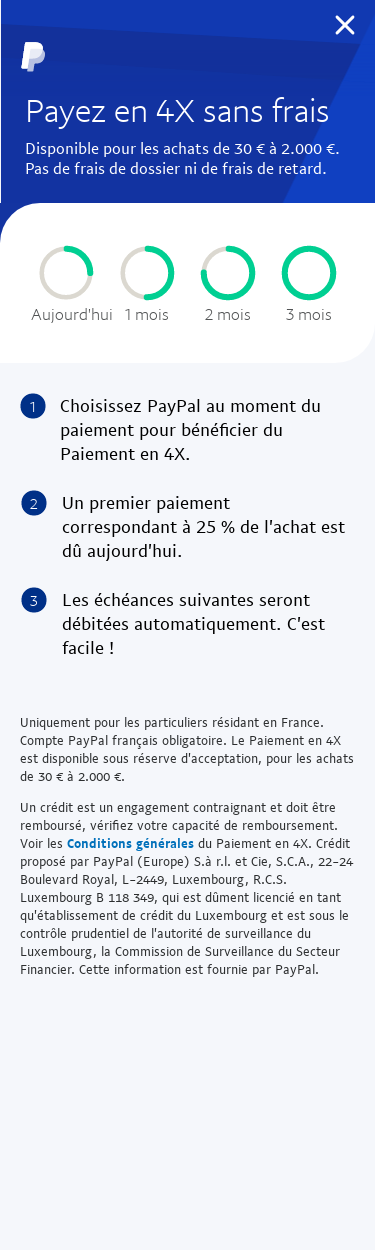 Payez en 4X sans frais
Disponible pour les achats de 30 € à 2.000 €.
Pas de frais de dossier ni de frais de retard.
Aujourd'hui 1 mois 2 mois 3 mois
1 Choisissez PayPal au moment du
paiement pour bénéficier du
Paiement en 4X.
2 Un premier paiement
correspondant à 25 % de l'achat est
dû aujourd'hui.
3 Les échéances suivantes seront
débitées automatiquement. C'est
facile !
Uniquement pour les particuliers résidant en France.
Compte PayPal français obligatoire. Le Paiement en 4X
est disponible sous réserve d'acceptation, pour les achats
de 30 € à 2.000 €.
Un crédit est un engagement contraignant et doit être
remboursé, vérifiez votre capacité de remboursement.
Voir les Conditions générales du Paiement en 4X. Crédit
proposé par PayPal (Europe) S.à r.l. et Cie, S.C.A., 22-24
Boulevard Royal, L-2449, Luxembourg, R.C.S.
Luxembourg B 118 349, qui est dûment licencié en tant
qu'établissement de crédit du Luxembourg et est sous le
contrôle prudentiel de l'autorité de surveillance du
Luxembourg, la Commission de Surveillance du Secteur
Financier. Cette information est fournie par PayPal.